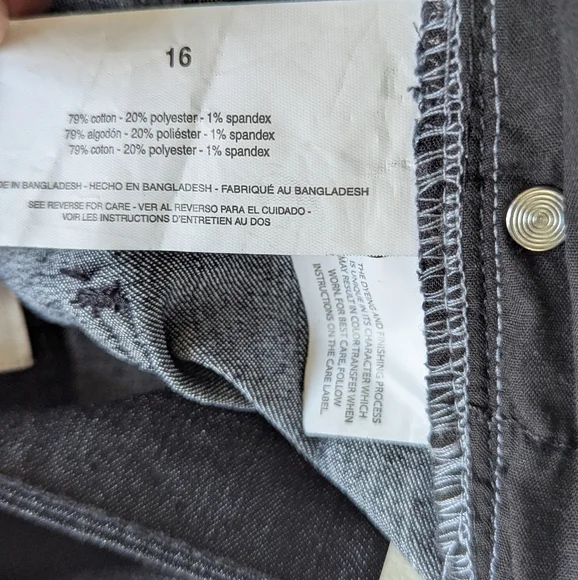 16
79% cotton - 20% polyester - 1% spandex
79% algodón - 20% poliéster - 1% spandex
79% coton - 20% polyester - 1% spandex
DE IN BANGLADESH - HECHO EN BANGLADESH - FABRIQUÉ AU BANGLADESH
SEE REVERSE FOR CARE - VER AL REVERSO PARA EL CUIDADO -
VOIR LES INSTRUCTIONS D'ENTRETIEN AU DOS
THE DYEING AND FINISHING PROCESS
IS UNIQUE IN ITS CHARACTER WHICH
MAY RESULT IN COLOR TRANSFER WHEN
WORN. FOR BEST CARE, FOLLOW
INSTRUCTIONS ON THE CARE LABEL.